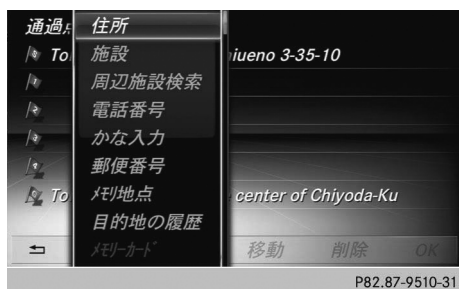 通過
住所
To
iueno 3-35-10
施設
周辺施設検索
電話番号
かな入力
郵便番号
To
center of Chiyoda-Ku
ﾒﾓﾘ地点
目的地の履歴
ﾒﾓﾘｰｶｰﾄﾞ
移動
削除
OK
P82.87-9510-31